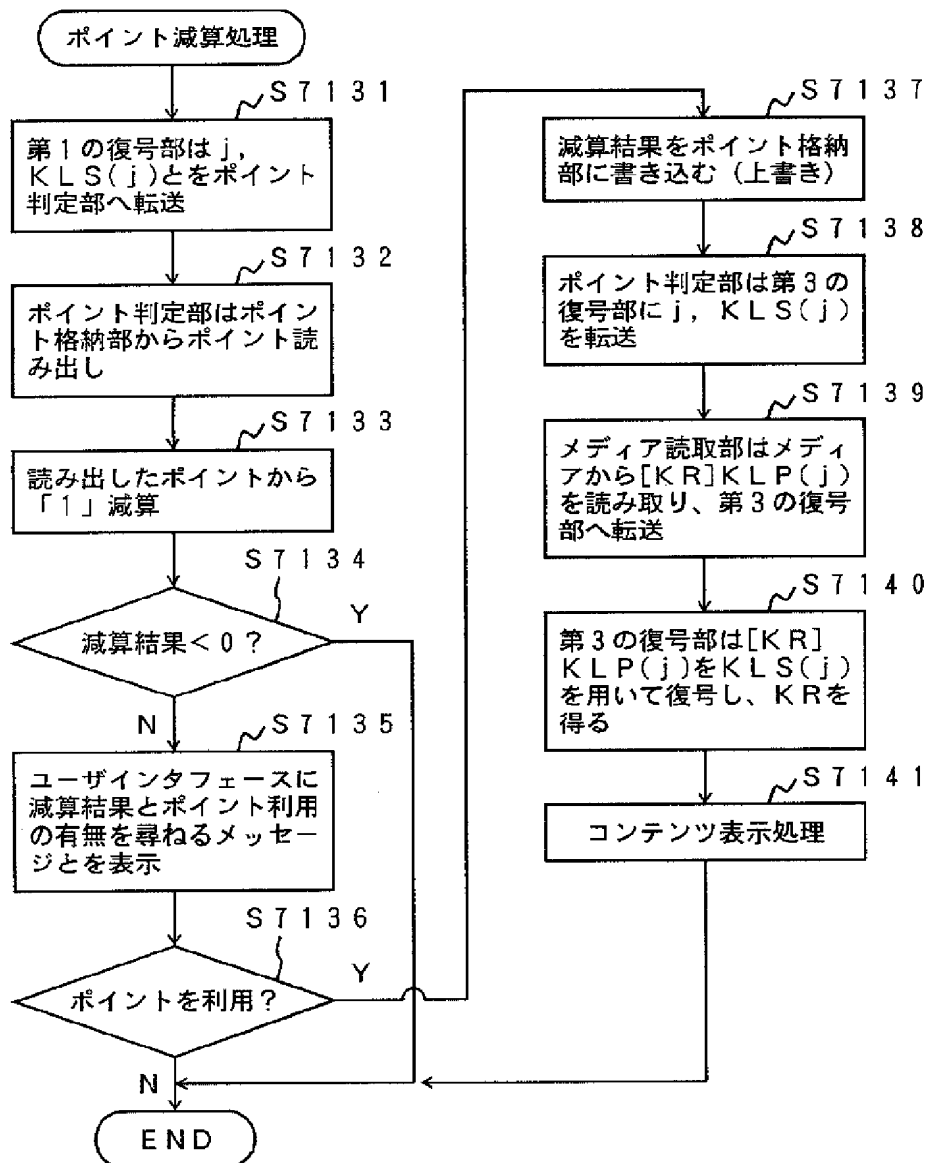 ポイント減算処理
S7131
第1の復号部はj，
KLS(j)とをポイント
判定部へ転送
S7132
ポイント判定部はポイント
格納部からポイント読
み出し
S7133
読み出したポイントから
「1」減算
S7134
減算結果<0？
Y
N
S7135
ユーザインタフェースに
減算結果とポイント利用
の有無を尋ねるメッセー
ジとを表示
S7136
ポイントを利用？
Y
N
END
S7137
減算結果をポイント格納
部に書き込む（上書き）
S7138
ポイント判定部は第3の
復号部にj，KLS(j)
を転送
S7139
メディア読取部はメディ
アから[KR]KLP(j)
を読み取り、第3の復号
部へ転送
S7140
第3の復号部は[KR]
KLP(j)をKLS(j)
を用いて復号し、KRを
得る
S7141
コンテンツ表示処理